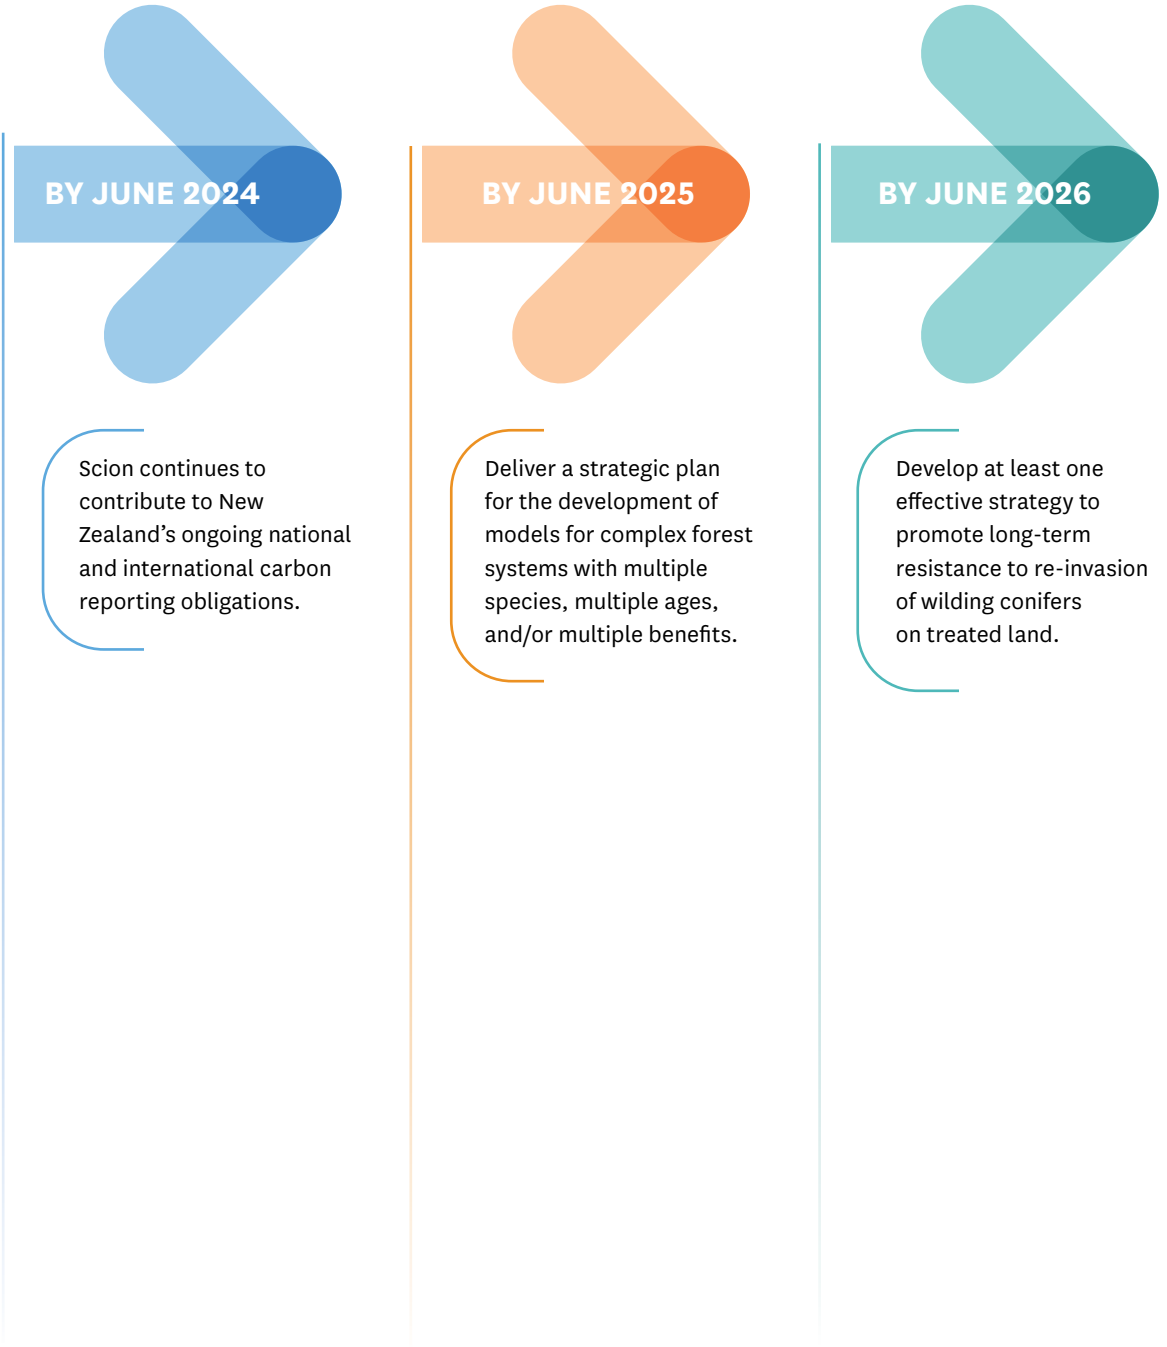 BY JUNE 2024
Scion continues to
contribute to New
Zealand’s ongoing national
and international carbon
reporting obligations.
BY JUNE 2025
Deliver a strategic plan
for the development of
models for complex forest
systems with multiple
species, multiple ages,
and/or multiple benefits.
BY JUNE 2026
Develop at least one
effective strategy to
promote long-term
resistance to re-invasion
of wilding conifers
on treated land.